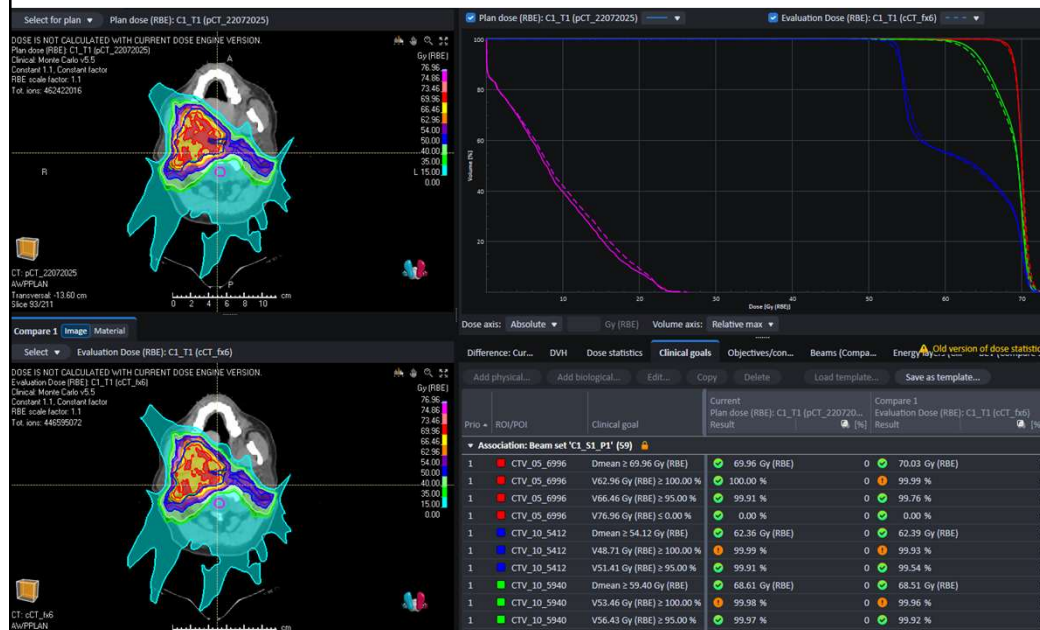 Select for plan Plan dose (RBE): C1_T1 (pCT_22072025)
DOSE IS NOT CALCULATED WITH CURRENT DOSE ENGINE VERSION.
Plan dose (RBE): C1_T1 (pCT_22072025)
Clinical: Monte Carlo v5.5
Constant 1.1, Constant factor
RBE scale factor: 1.1
Tot. ions: 462422016
A
Gy (RBE)
76.96
74.86
73.46
69.96
66.46
62.96
54.00
50.00
40.00
35.00
15.00
0.00
R
L
CT: pCT_22072025
AWPPLAN
Transversal: -13.60 cm
Slice 93/211
P
0 2 4 6 8 10 cm
Compare 1 Image Material
Select Evaluation Dose (RBE): C1_T1 (cCT_fx6)
DOSE IS NOT CALCULATED WITH CURRENT DOSE ENGINE VERSION.
Evaluation Dose (RBE): C1_T1 (cCT_fx6)
Clinical: Monte Carlo v5.5
Constant 1.1, Constant factor
RBE scale factor: 1.1
Tot. ions: 446595072
Gy (RBE)
76.96
74.86
73.46
69.96
66.46
62.96
54.00
50.00
40.00
35.00
15.00
0.00
CT: cCT_fx6
AWPPLAN
Plan dose (RBE): C1_T1 (pCT_22072025) Evaluation Dose (RBE): C1_T1 (cCT_fx6)
100
80
60
40
20
Volume [%]
10 20 30 40 50 60 70
Dose [Gy (RBE)]
Dose axis: Absolute Gy (RBE) Volume axis: Relative max
Old version of dose statistic
Difference: Cur... DVH Dose statistics Clinical goals Objectives/con... Beams (Compa...
Add physical... Add biological... Edit... Copy Delete Load template... Save as template...
Current Compare 1
Plan dose (RBE): C1_T1 (pCT_220720... Evaluation Dose (RBE): C1_T1 (cCT_fx6)
Prio ROI/POI Clinical goal Result [%] Result [%
Association: Beam set 'C1_S1_P1' (59)
1 CTV_05_6996 Dmean ≥ 69.96 Gy (RBE) 69.96 Gy (RBE) 0 70.03 Gy (RBE)
1 CTV_05_6996 V62.96 Gy (RBE) ≥ 100.00 % 100.00 % 0 99.99 %
1 CTV_05_6996 V66.46 Gy (RBE) ≥ 95.00 % 99.91 % 0 99.76 %
1 CTV_05_6996 V76.96 Gy (RBE) ≤ 0.00 % 0.00 % 0 0.00 %
1 CTV_10_5412 Dmean ≥ 54.12 Gy (RBE) 62.36 Gy (RBE) 0 62.39 Gy (RBE)
1 CTV_10_5412 V48.71 Gy (RBE) ≥ 100.00 % 99.99 % 0 99.93 %
1 CTV_10_5412 V51.41 Gy (RBE) ≥ 95.00 % 99.91 % 0 99.54 %
1 CTV_10_5940 Dmean ≥ 59.40 Gy (RBE) 68.61 Gy (RBE) 0 68.51 Gy (RBE)
1 CTV_10_5940 V53.46 Gy (RBE) ≥ 100.00 % 99.98 % 0 99.96 %
1 CTV_10_5940 V56.43 Gy (RBE) ≥ 95.00 % 99.97 % 0 99.92 %